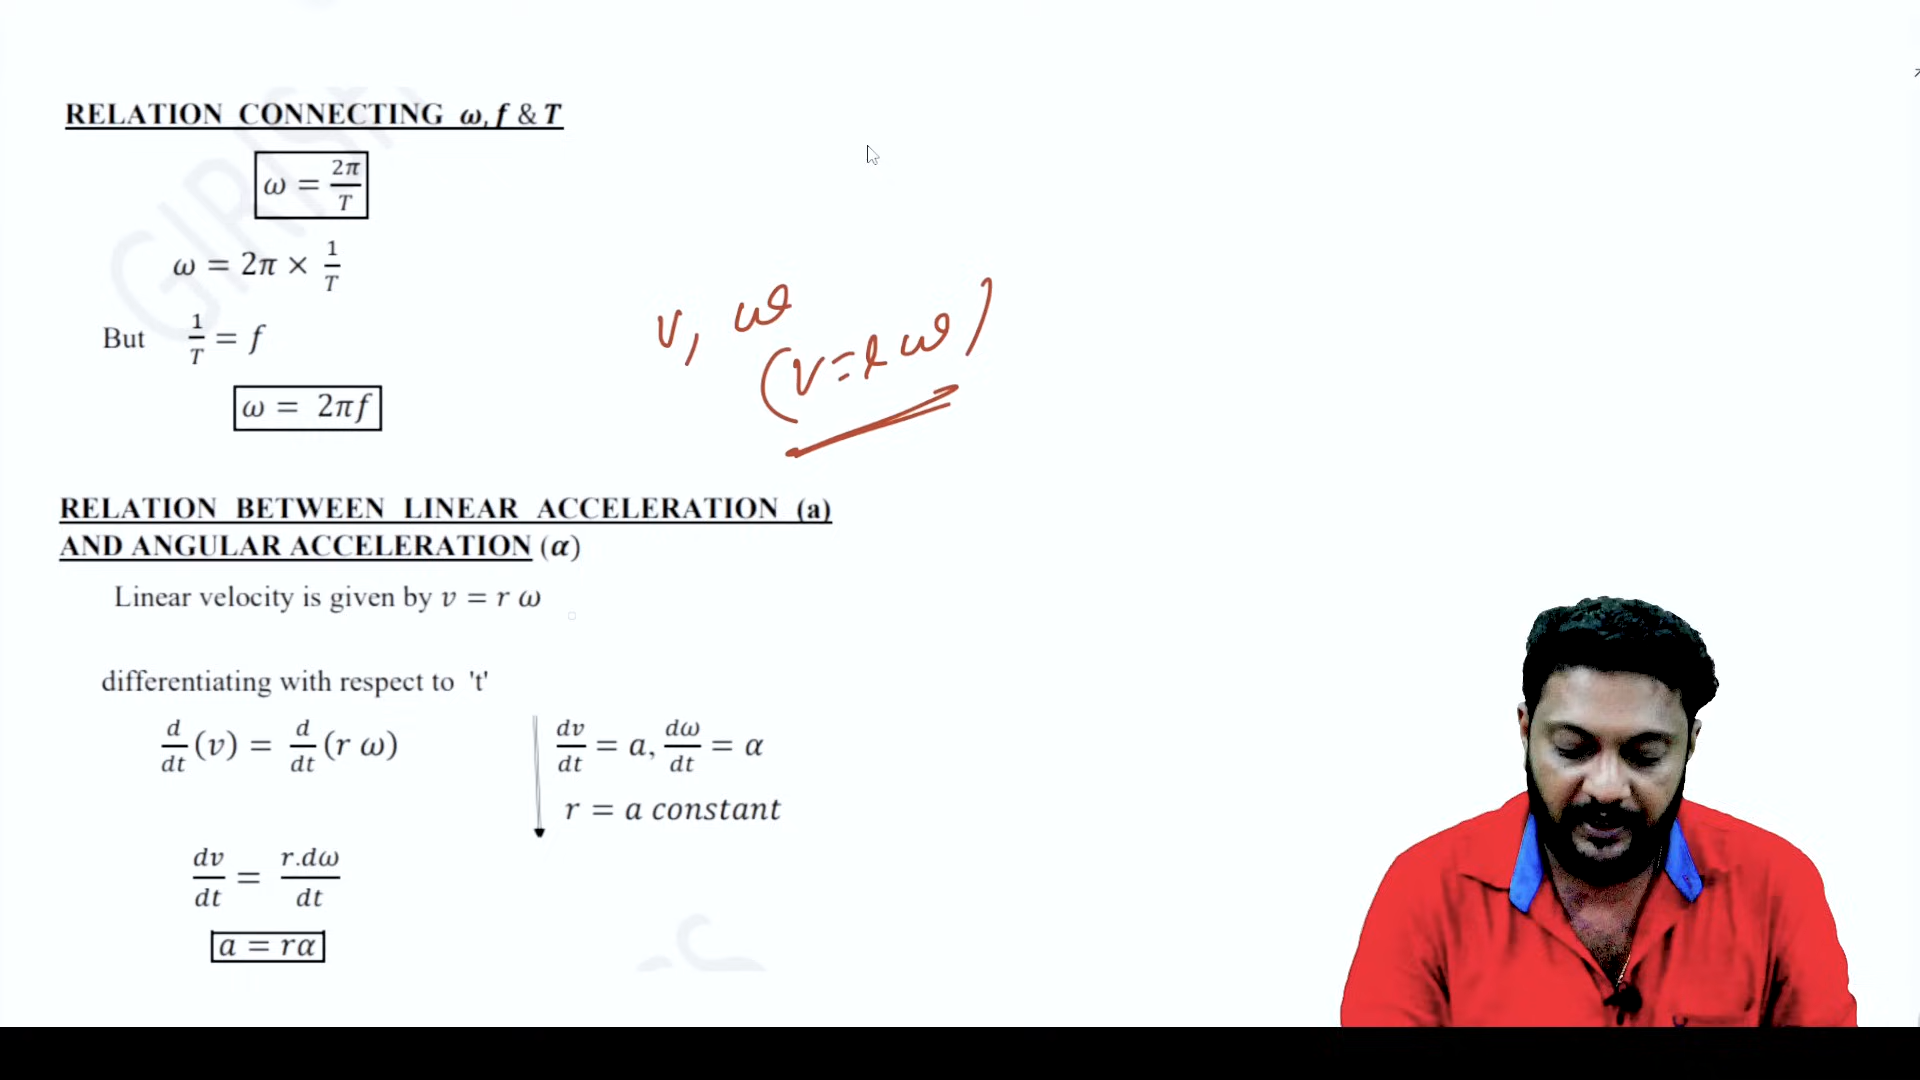 RELATION CONNECTING ω, f & T
ω = 2π/T
ω = 2π × 1/T
But 1/T = f
ω = 2πf
v, ω
(v=rω)
RELATION BETWEEN LINEAR ACCELERATION (a)
AND ANGULAR ACCELERATION (α)
Linear velocity is given by v = r ω
differentiating with respect to 't'
d/dt (v) = d/dt (r ω)
dv/dt = a, dω/dt = α
r = a constant
dv/dt = r.dω/dt
a = rα